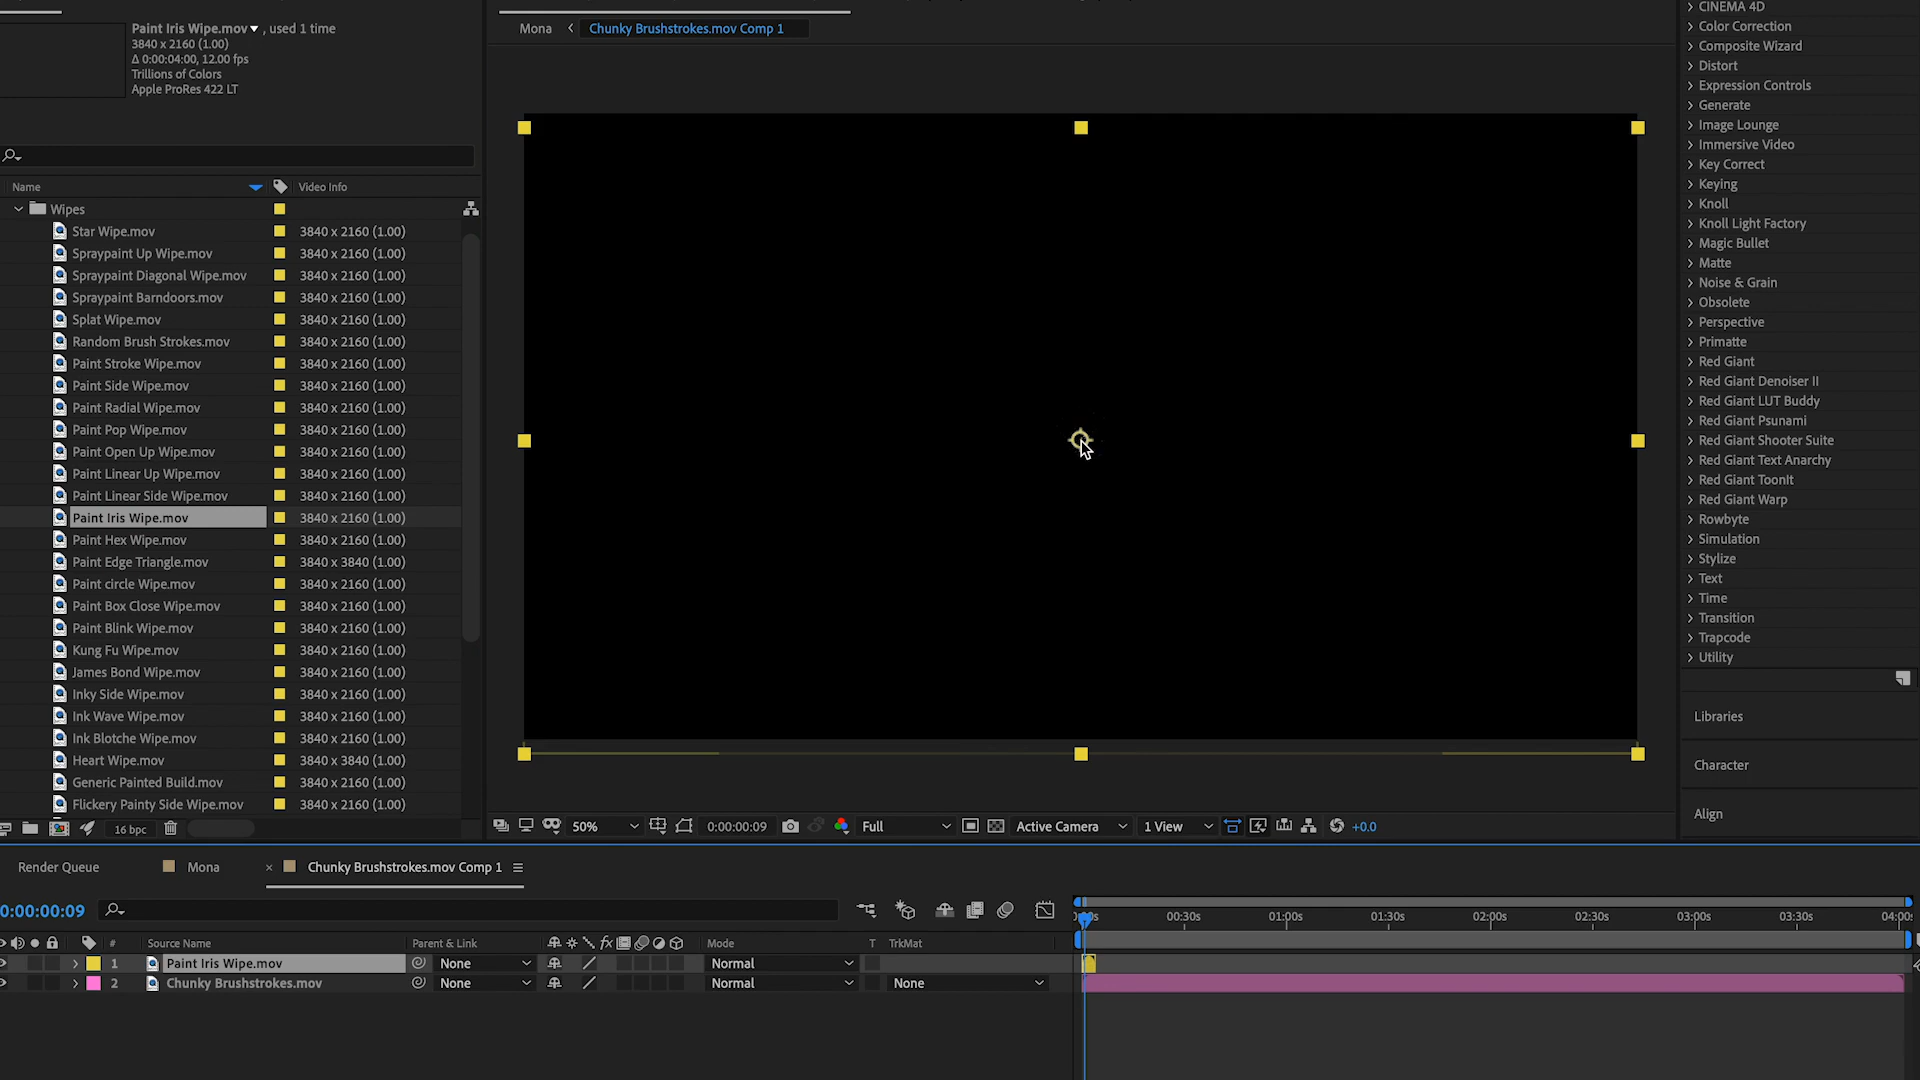 Paint Iris Wipe.mov , used 1 time
3840 x 2160 (1.00)
Δ 0:00:04:00, 12.00 fps
Trillions of Colors
Apple ProRes 422 LT
Name Video Info
Wipes
Star Wipe.mov 3840 x 2160 (1.00)
Spraypaint Up Wipe.mov 3840 x 2160 (1.00)
Spraypaint Diagonal Wipe.mov 3840 x 2160 (1.00)
Spraypaint Barndoors.mov 3840 x 2160 (1.00)
Splat Wipe.mov 3840 x 2160 (1.00)
Random Brush Strokes.mov 3840 x 2160 (1.00)
Paint Stroke Wipe.mov 3840 x 2160 (1.00)
Paint Side Wipe.mov 3840 x 2160 (1.00)
Paint Radial Wipe.mov 3840 x 2160 (1.00)
Paint Pop Wipe.mov 3840 x 2160 (1.00)
Paint Open Up Wipe.mov 3840 x 2160 (1.00)
Paint Linear Up Wipe.mov 3840 x 2160 (1.00)
Paint Linear Side Wipe.mov 3840 x 2160 (1.00)
Paint Iris Wipe.mov 3840 x 2160 (1.00)
Paint Hex Wipe.mov 3840 x 2160 (1.00)
Paint Edge Triangle.mov 3840 x 3840 (1.00)
Paint circle Wipe.mov 3840 x 2160 (1.00)
Paint Box Close Wipe.mov 3840 x 2160 (1.00)
Paint Blink Wipe.mov 3840 x 2160 (1.00)
Kung Fu Wipe.mov 3840 x 2160 (1.00)
James Bond Wipe.mov 3840 x 2160 (1.00)
Inky Side Wipe.mov 3840 x 2160 (1.00)
Ink Wave Wipe.mov 3840 x 2160 (1.00)
Ink Blotche Wipe.mov 3840 x 2160 (1.00)
Heart Wipe.mov 3840 x 3840 (1.00)
Generic Painted Build.mov 3840 x 2160 (1.00)
Flickery Painty Side Wipe.mov 3840 x 2160 (1.00)
16 bpc
Mona Chunky Brushstrokes.mov Comp 1
50% 0:00:00:09 Full Active Camera 1 View +0.0
CINEMA 4D
Color Correction
Composite Wizard
Distort
Expression Controls
Generate
Image Lounge
Immersive Video
Key Correct
Keying
Knoll
Knoll Light Factory
Magic Bullet
Matte
Noise & Grain
Obsolete
Perspective
Primatte
Red Giant
Red Giant Denoiser II
Red Giant LUT Buddy
Red Giant Psunami
Red Giant Shooter Suite
Red Giant Text Anarchy
Red Giant ToonIt
Red Giant Warp
Rowbyte
Simulation
Stylize
Text
Time
Transition
Trapcode
Utility
Libraries
Character
Align
Render Queue Mona × Chunky Brushstrokes.mov Comp 1
0:00:00:09
00:30s 01:00s 01:30s 02:00s 02:30s 03:00s 03:30s 04:00
# Source Name Parent & Link fx Mode T TrkMat
1 Paint Iris Wipe.mov None Normal
2 Chunky Brushstrokes.mov None Normal None